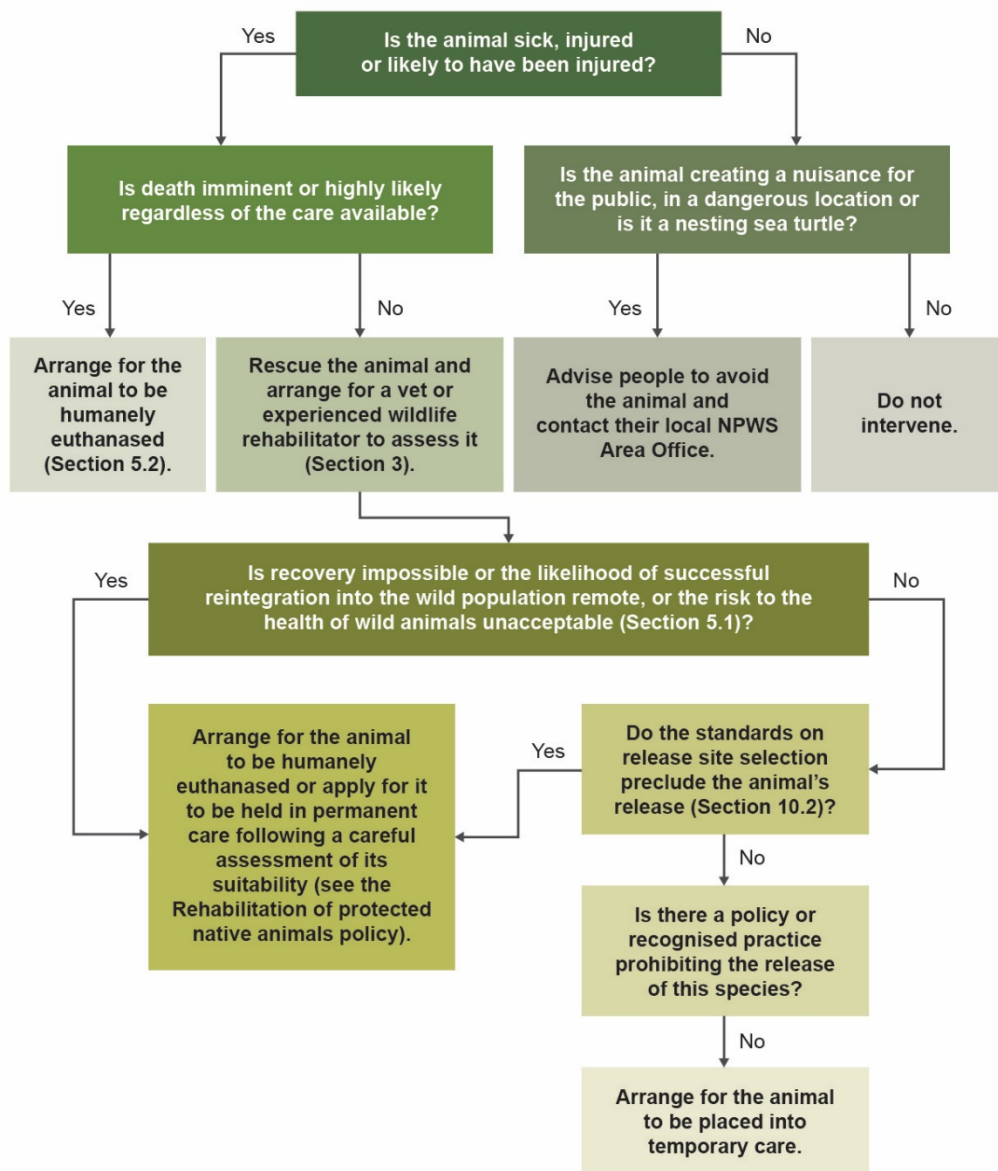 Yes
Is the animal sick, injured
or likely to have been injured?
No
Is death imminent or highly likely
regardless of the care available?
Is the animal creating a nuisance for
the public, in a dangerous location or
is it a nesting sea turtle?
Yes
No
Yes
No
Arrange for the
animal to be
humanely
euthanased
(Section 5.2).
Rescue the animal and
arrange for a vet or
experienced wildlife
rehabilitator to assess it
(Section 3).
Advise people to avoid
the animal and
contact their local NPWS
Area Office.
Do not
intervene.
Yes
Is recovery impossible or the likelihood of successful
reintegration into the wild population remote, or the risk to the
health of wild animals unacceptable (Section 5.1)?
No
Arrange for the animal
to be humanely
euthanased or apply for it
to be held in permanent
care following a careful
assessment of its
suitability (see the
Rehabilitation of protected
native animals policy).
Yes
Do the standards on
release site selection
preclude the animal’s
release (Section 10.2)?
No
Is there a policy or
recognised practice
prohibiting the release
of this species?
No
Arrange for the animal
to be placed into
temporary care.